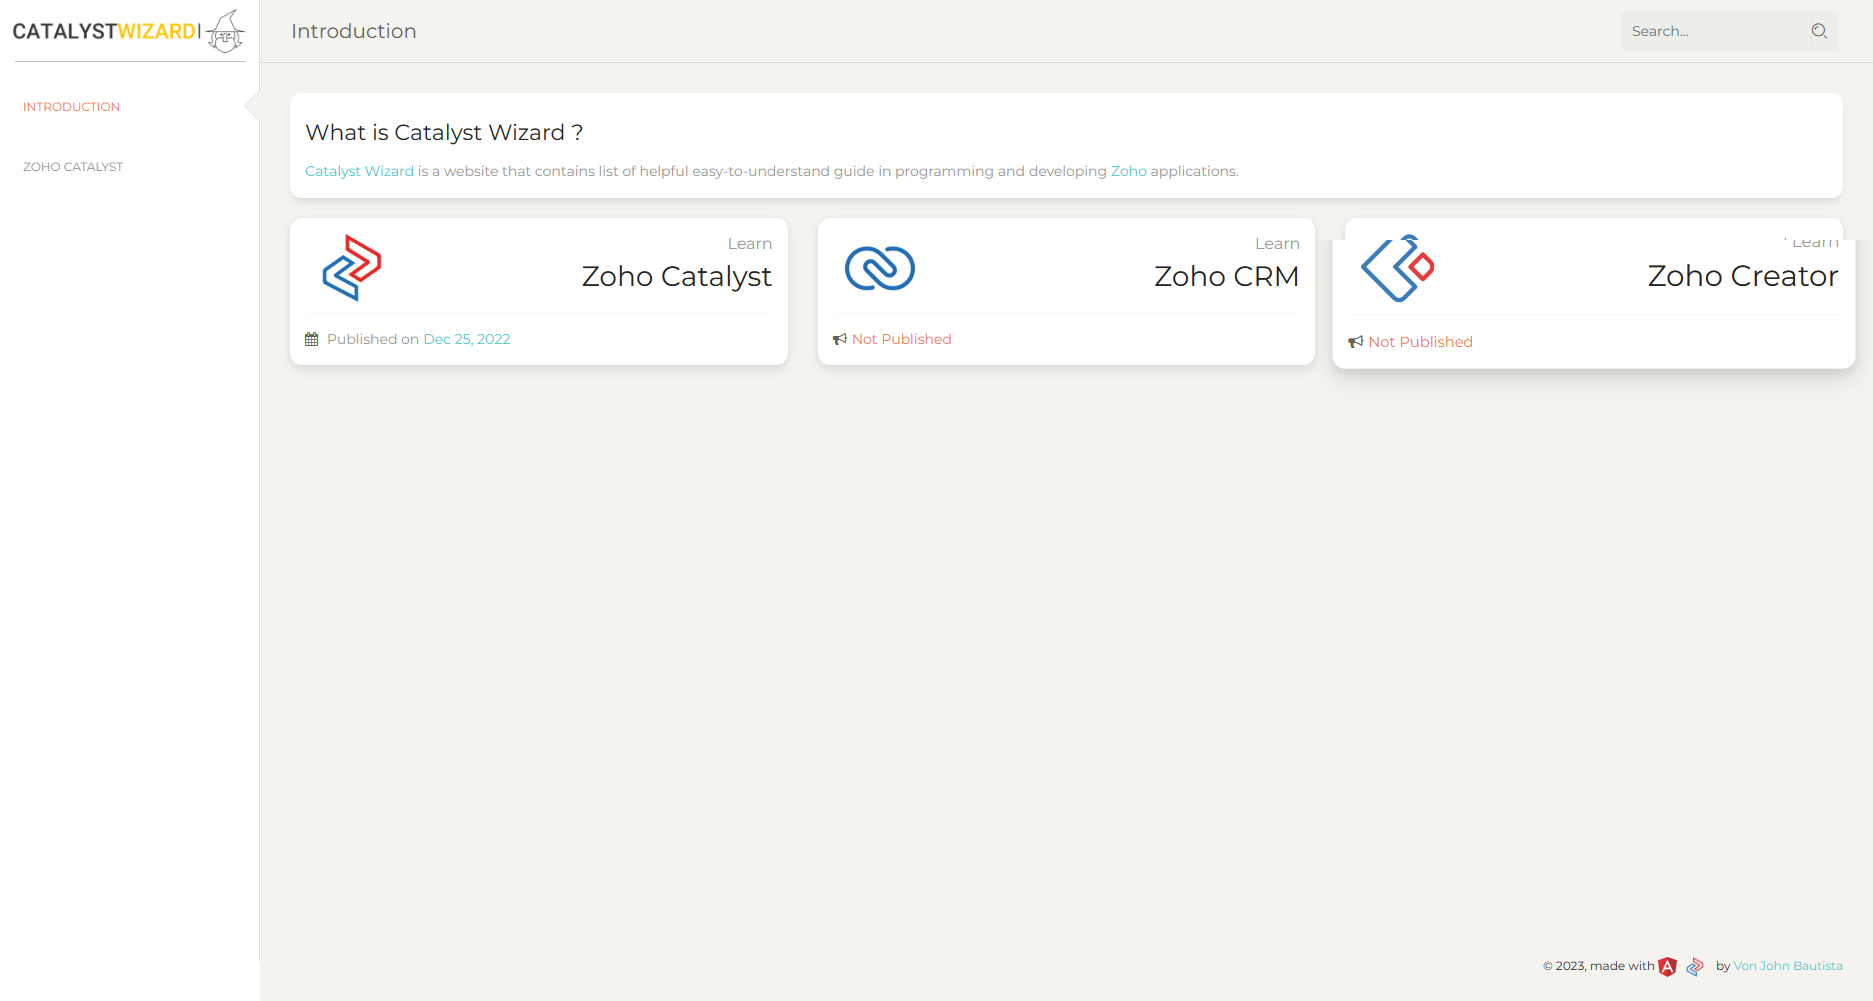 CATALYSTWIZARD
Introduction
Search...
INTRODUCTION
ZOHO CATALYST
What is Catalyst Wizard ?
Catalyst Wizard is a website that contains list of helpful easy-to-understand guide in programming and developing Zoho applications.
Learn
Zoho Catalyst
Published on Dec 25, 2022
Learn
Zoho CRM
Not Published
Learn
Zoho Creator
Not Published
© 2023, made with A by Von John Bautista